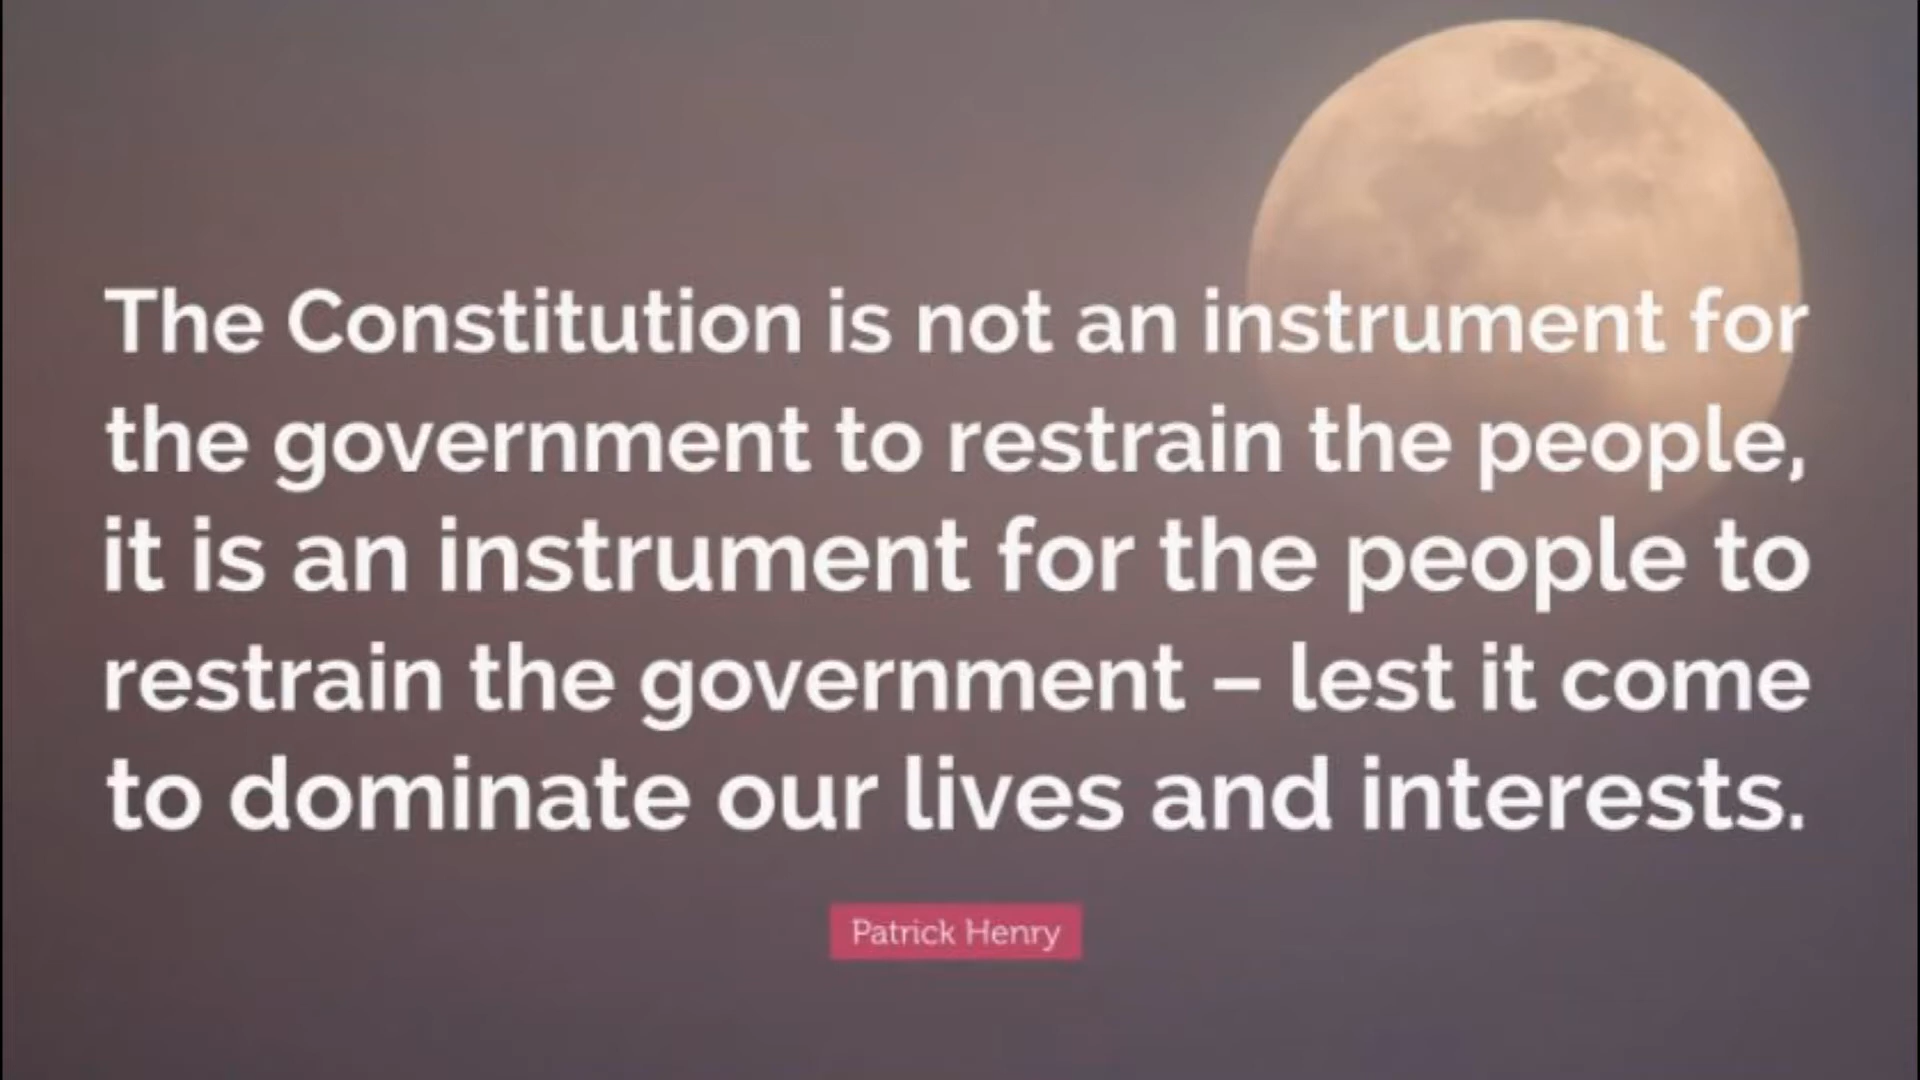 The Constitution is not an instrument for
the government to restrain the people,
it is an instrument for the people to
restrain the government – lest it come
to dominate our lives and interests.
Patrick Henry